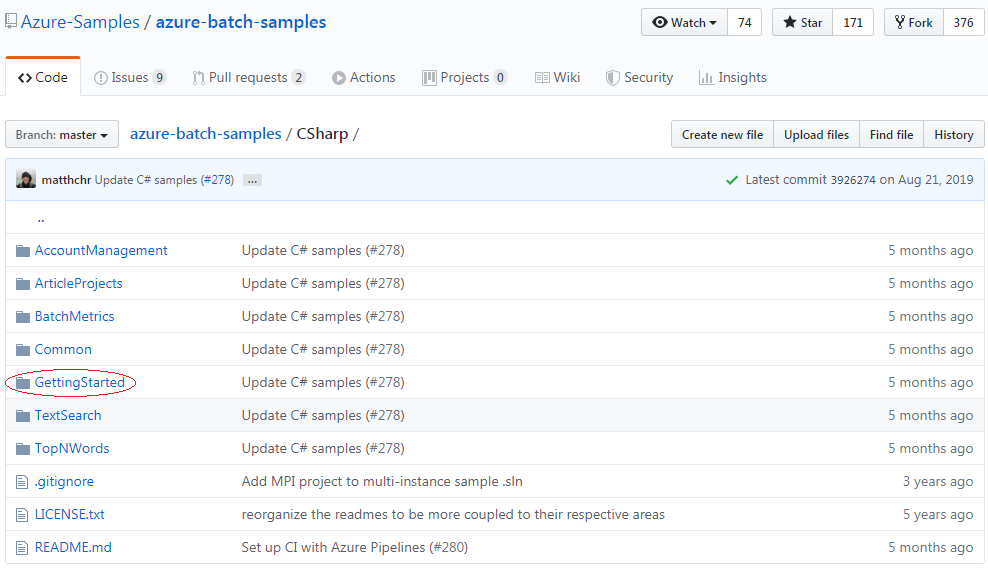 Azure-Samples / azure-batch-samples Watch 74 Star 171 Fork 376
Code Issues 9 Pull requests 2 Actions Projects 0 Wiki Security Insights
Branch: master azure-batch-samples / CSharp / Create new file Upload files Find file History
matthchr Update C# samples (#278) ... Latest commit 3926274 on Aug 21, 2019
..
AccountManagement Update C# samples (#278) 5 months ago
ArticleProjects Update C# samples (#278) 5 months ago
BatchMetrics Update C# samples (#278) 5 months ago
Common Update C# samples (#278) 5 months ago
GettingStarted Update C# samples (#278) 5 months ago
TextSearch Update C# samples (#278) 5 months ago
TopNWords Update C# samples (#278) 5 months ago
.gitignore Add MPI project to multi-instance sample .sln 3 years ago
LICENSE.txt reorganize the readmes to be more coupled to their respective areas 5 years ago
README.md Set up CI with Azure Pipelines (#280) 5 months ago